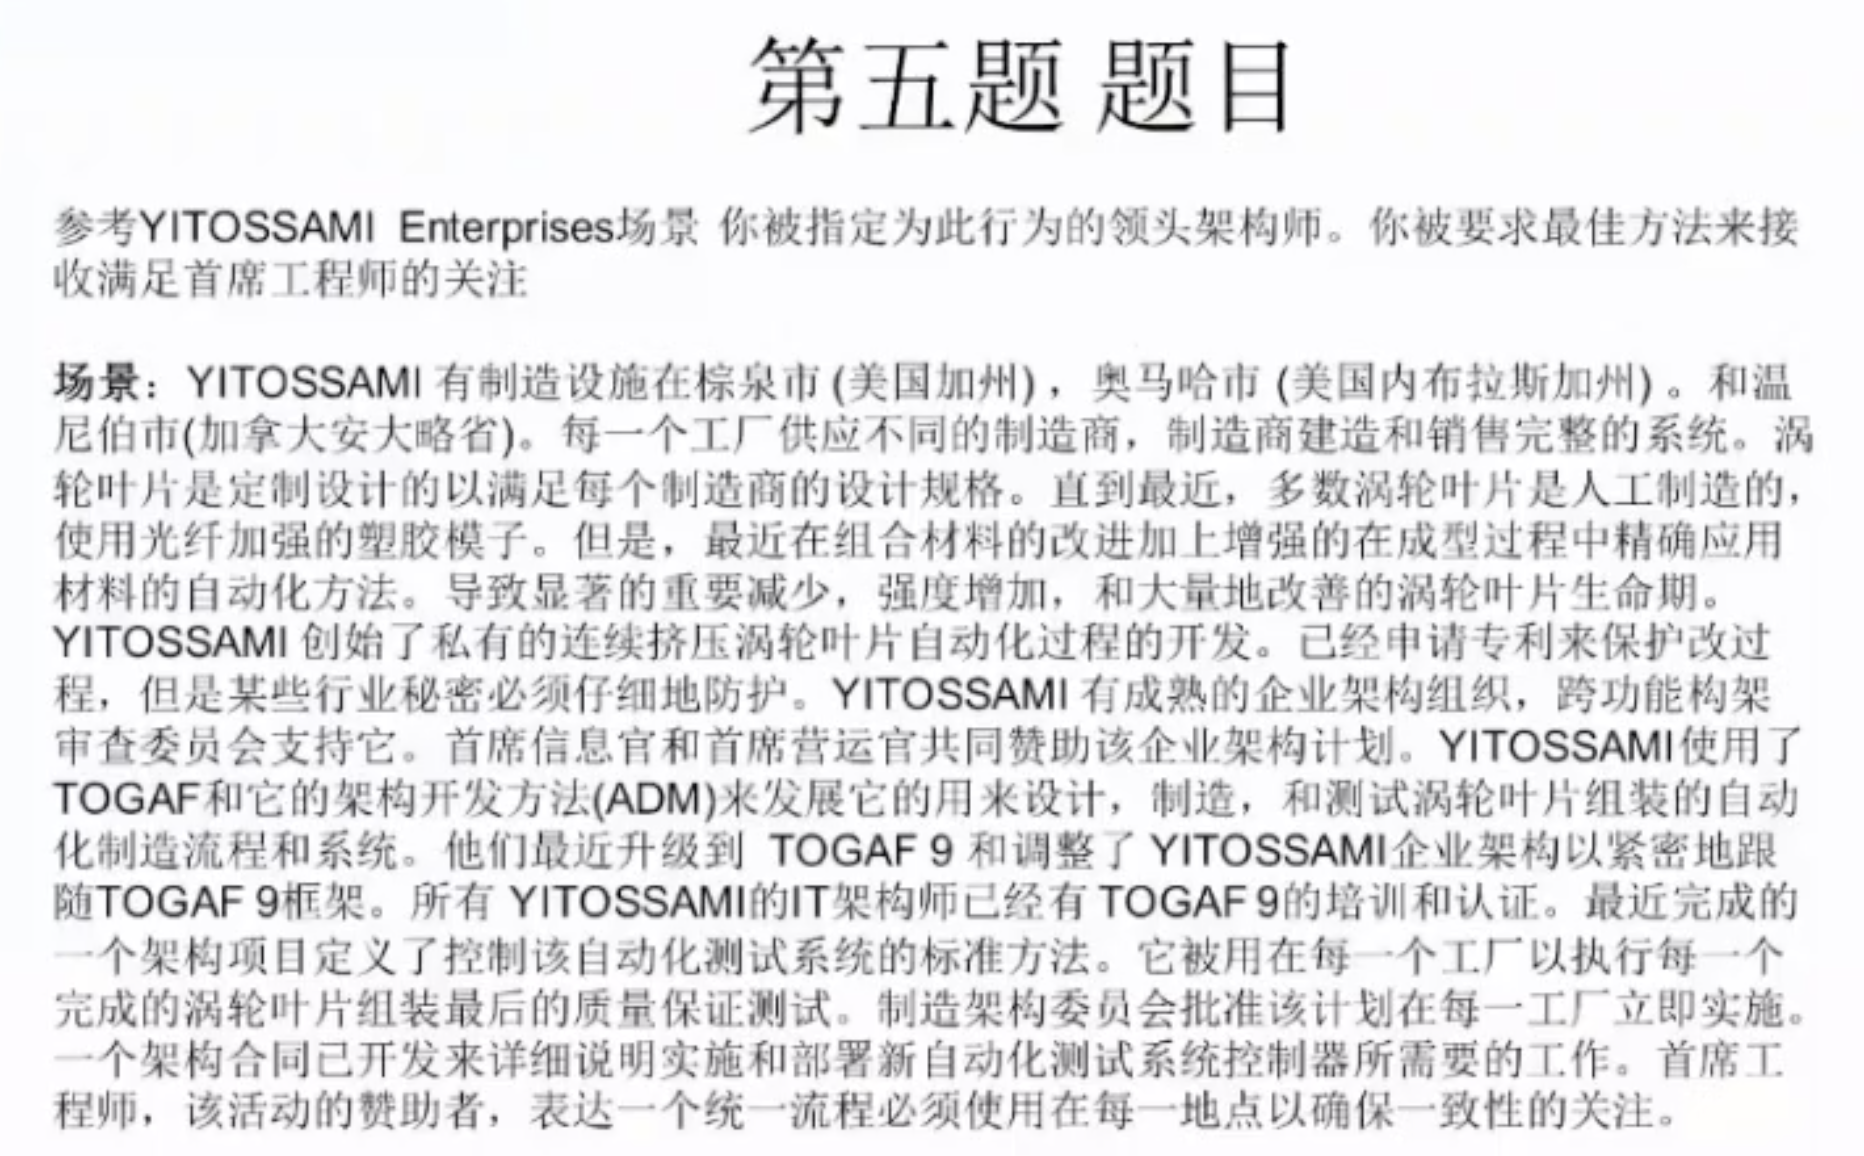 第五题 题目
参考YITOSSAMI Enterprises场景 你被指定为此行为的领头架构师。你被要求最佳方法来接
收满足首席工程师的关注
场景：YITOSSAMI 有制造设施在棕泉市 (美国加州) ，奥马哈市 (美国内布拉斯加州) 。和温
尼伯市(加拿大安大略省)。每一个工厂供应不同的制造商，制造商建造和销售完整的系统。涡
轮叶片是定制设计的以满足每个制造商的设计规格。直到最近，多数涡轮叶片是人工制造的，
使用光纤加强的塑胶模子。但是，最近在组合材料的改进加上增强的在成型过程中精确应用
材料的自动化方法。导致显著的重要减少，强度增加，和大量地改善的涡轮叶片生命期。
YITOSSAMI 创始了私有的连续挤压涡轮叶片自动化过程的开发。已经申请专利来保护改过
程，但是某些行业秘密必须仔细地防护。YITOSSAMI 有成熟的企业架构组织，跨功能构架
审查委员会支持它。首席信息官和首席营运官共同赞助该企业架构计划。YITOSSAMI使用了
TOGAF和它的架构开发方法(ADM)来发展它的用来设计，制造，和测试涡轮叶片组装的自动
化制造流程和系统。他们最近升级到 TOGAF 9 和调整了 YITOSSAMI企业架构以紧密地跟
随TOGAF 9框架。所有 YITOSSAMI的IT架构师已经有 TOGAF 9的培训和认证。最近完成的
一个架构项目定义了控制该自动化测试系统的标准方法。它被用在每一个工厂以执行每一个
完成的涡轮叶片组装最后的质量保证测试。制造架构委员会批准该计划在每一工厂立即实施。
一个架构合同已开发来详细说明实施和部署新自动化测试系统控制器所需要的工作。首席工
程师，该活动的赞助者，表达一个统一流程必须使用在每一地点以确保一致性的关注。